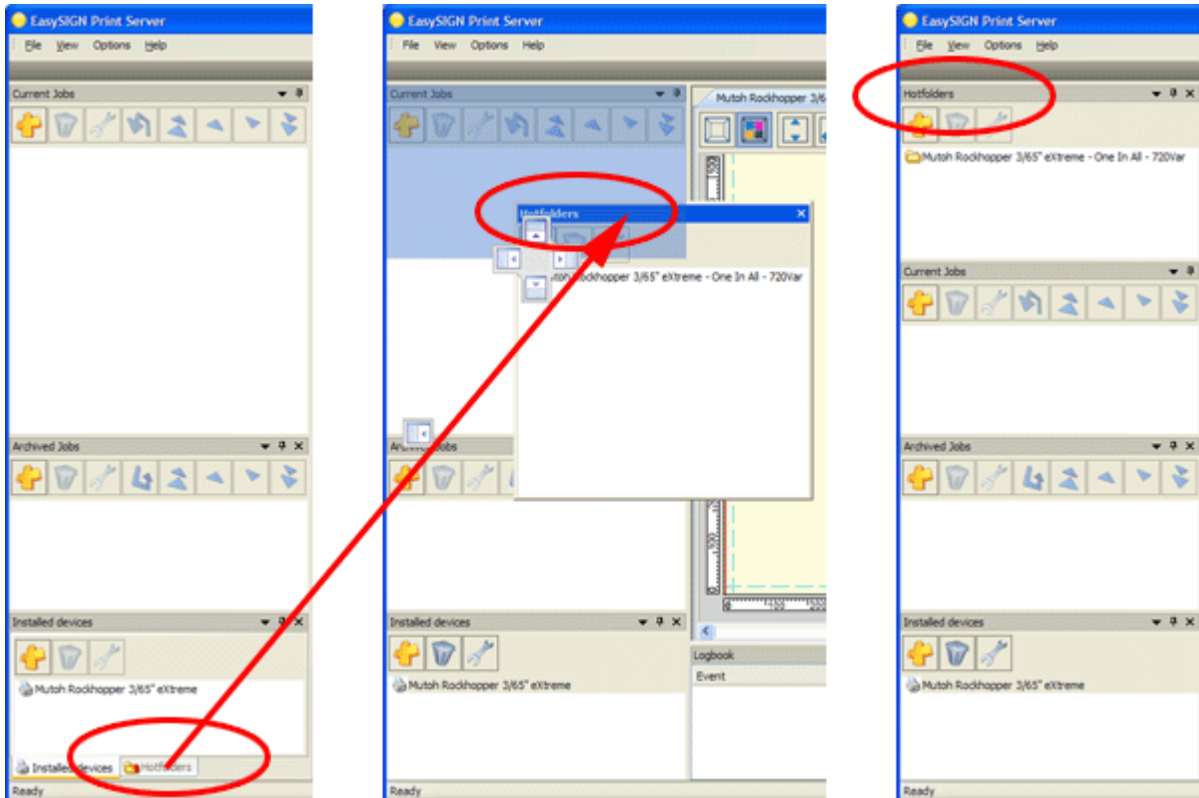 EasySIGN Print Server
File View Options Help
Current Jobs
Archived Jobs
Installed devices
Mutoh Rockhopper 3/65" eXtreme
Installed devices Hotfolders
Ready
EasySIGN Print Server
File View Options Help
Current Jobs
Mutoh Rockhopper 3/6
Hotfolders
Rockhopper 3/65" eXtreme - One In All - 720Var
Archived Jobs
Installed devices
Mutoh Rockhopper 3/65" eXtreme
Logbook
Event
Ready
EasySIGN Print Server
File View Options Help
Hotfolders
Mutoh Rockhopper 3/65" eXtreme - One In All - 720Var
Current Jobs
Archived Jobs
Installed devices
Mutoh Rockhopper 3/65" eXtreme
Ready